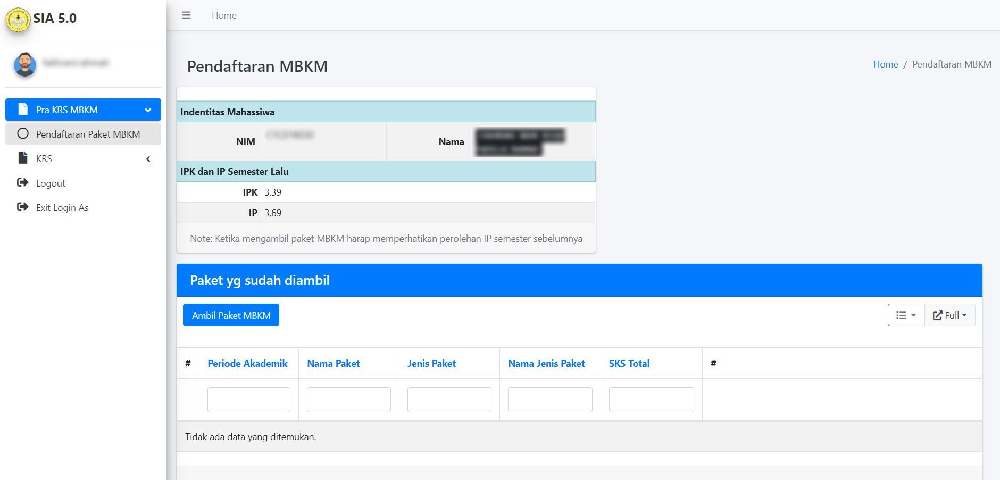 SIA 5.0
Home
Pra KRS MBKM
Pendaftaran Paket MBKM
KRS
Logout
Exit Login As
Pendaftaran MBKM
Home / Pendaftaran MBKM
Indentitas Mahassiwa
NIM
Nama
IPK dan IP Semester Lalu
IPK 3,39
IP 3,69
Note: Ketika mengambil paket MBKM harap memperhatikan perolehan IP semester sebelumnya
Paket yg sudah diambil
Ambil Paket MBKM
Full
# Periode Akademik Nama Paket Jenis Paket Nama Jenis Paket SKS Total #
Tidak ada data yang ditemukan.